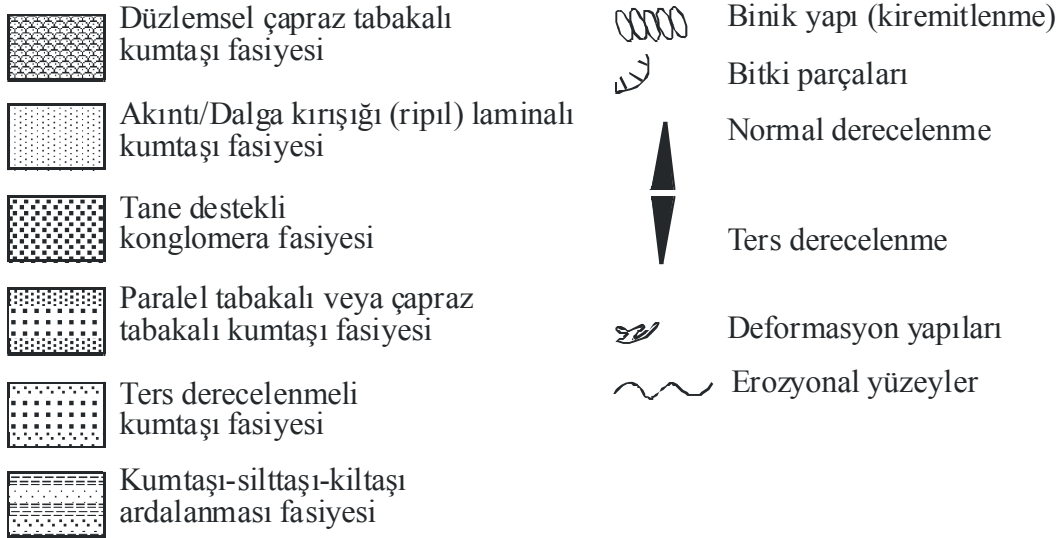 Düzlemsel çapraz tabakalı
kumtaşı fasiyesi
Akıntı/Dalga kırışığı (ripıl) laminalı
kumtaşı fasiyesi
Tane destekli
konglomera fasiyesi
Paralel tabakalı veya çapraz
tabakalı kumtaşı fasiyesi
Ters derecelenmeli
kumtaşı fasiyesi
Kumtaşı-silttaşı-kiltaşı
ardalanması fasiyesi
Binik yapı (kiremitlenme)
Bitki parçaları
Normal derecelenme
Ters derecelenme
Deformasyon yapıları
Erozyonal yüzeyler